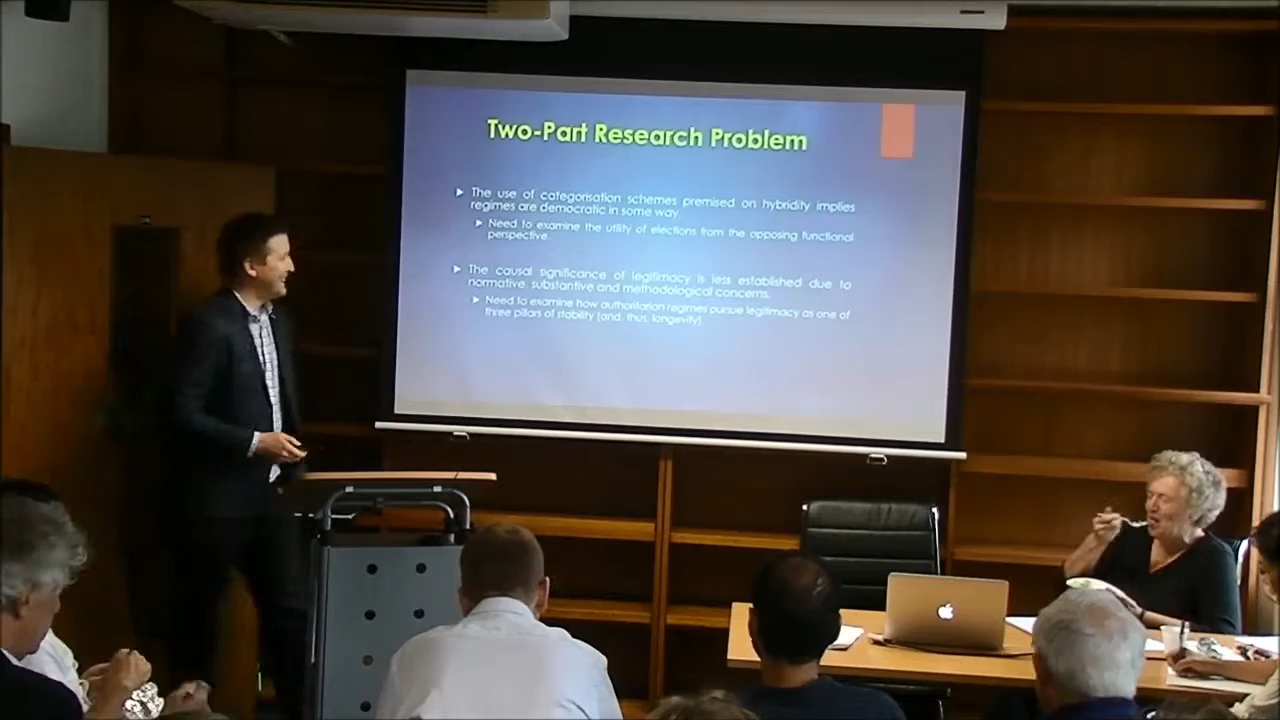 Two-Part Research Problem
The use of categorisation schemes premised on hybridity implies
regimes are democratic in some way
Need to examine the utility of elections from the opposing functional
perspective.
The causal significance of legitimacy is less established due to
normative, substantive and methodological concerns.
Need to examine how authoritarian regimes pursue legitimacy as one of
three pillars of stability (and, thus, longevity).